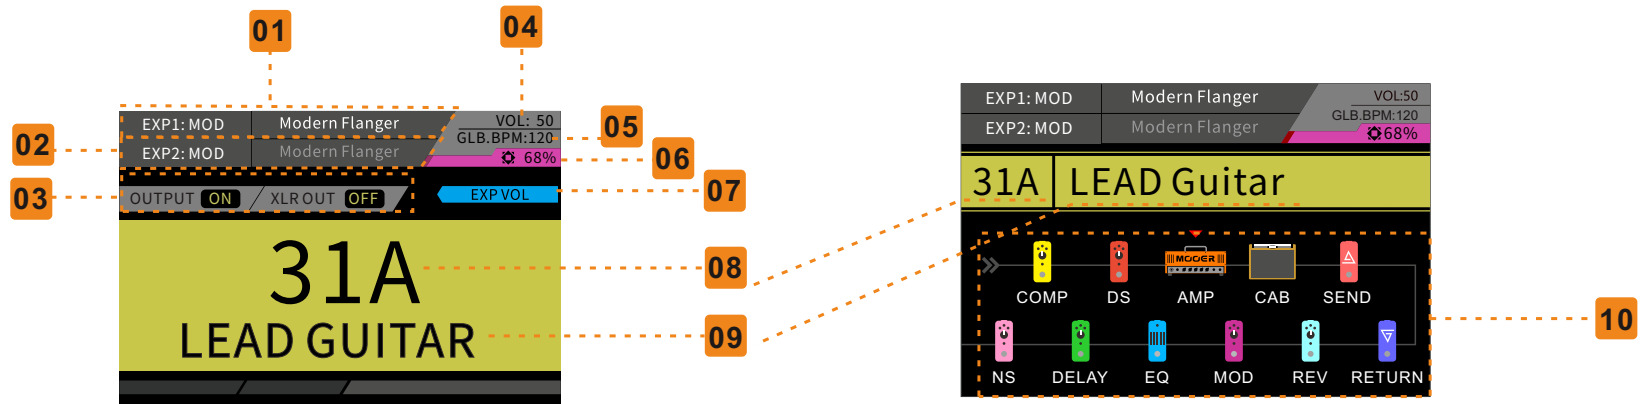 01
04
02
03
05
06
07
08
09
10
EXP1: MOD
Modern Flanger
VOL: 50
EXP2: MOD
Modern Flanger
GLB.BPM:120
68%
OUTPUT ON
XLR OUT OFF
EXP VOL
31A
LEAD GUITAR
EXP1: MOD
Modern Flanger
VOL:50
EXP2: MOD
Modern Flanger
GLB.BPM:120
68%
31A
LEAD Guitar
MOOER
COMP
DS
AMP
CAB
SEND
NS
DELAY
EQ
MOD
REV
RETURN